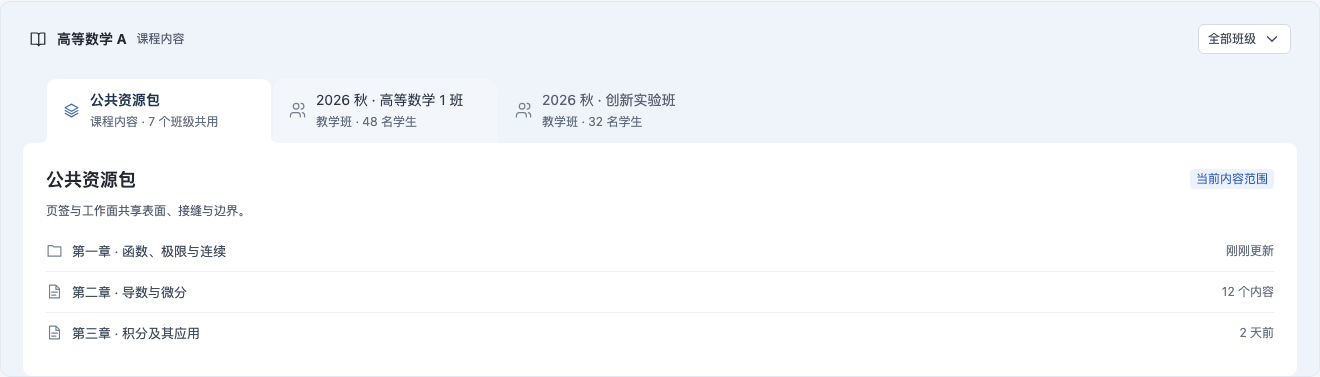 高等数学 A 课程内容 全部班级
公共资源包 2026 秋 · 高等数学 1 班 2026 秋 · 创新实验班
课程内容 · 7 个班级共用 教学班 · 48 名学生 教学班 · 32 名学生
公共资源包 当前内容范围
页签与工作面共享表面、接缝与边界。
第一章 · 函数、极限与连续 刚刚更新
第二章 · 导数与微分 12 个内容
第三章 · 积分及其应用 2 天前